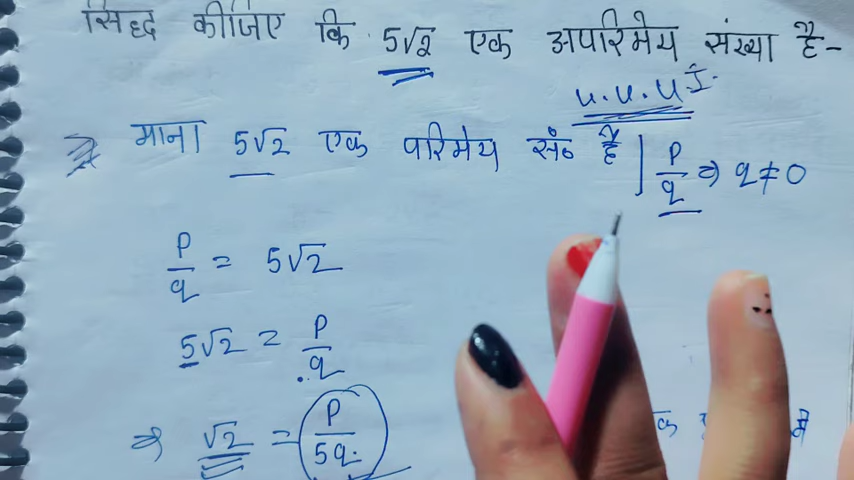 सिद्ध कीजिए कि 5√2 एक अपरिमेय संख्या है-
माना 5√2 एक परिमेय सं० है | p/q ⇒ q ≠ 0
p/q = 5√2
5√2 = p/q
⇒ √2 = p/5q